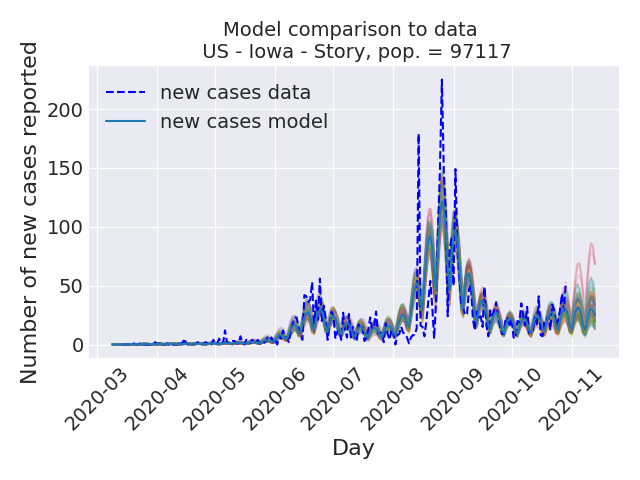 Model comparison to data
US - Iowa - Story, pop. = 97117
Number of new cases reported
new cases data
new cases model
200
150
100
50
0
2020-03
2020-04
2020-05
2020-06
2020-07
2020-08
2020-09
2020-10
2020-11
Day